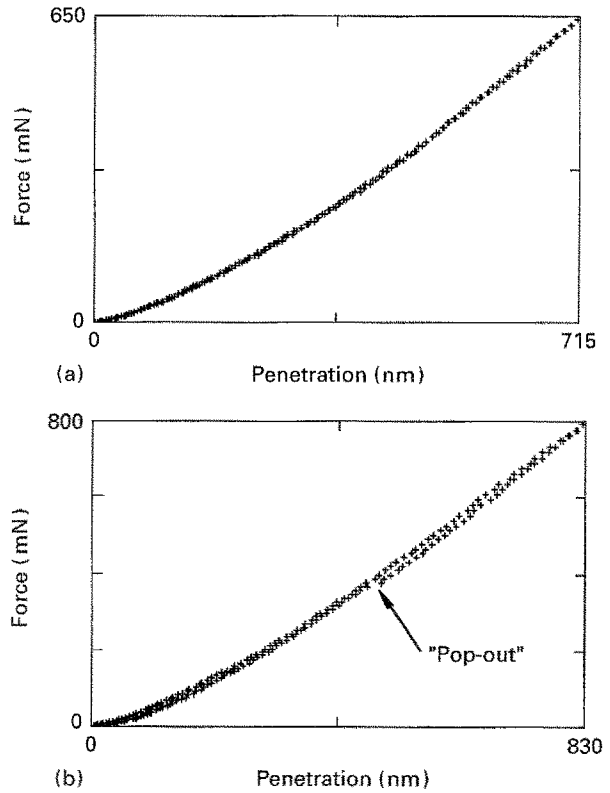 650
Force (mN)
0
0
715
(a)
Penetration (nm)
800
Force (mN)
"Pop-out"
0
0
830
(b)
Penetration (nm)